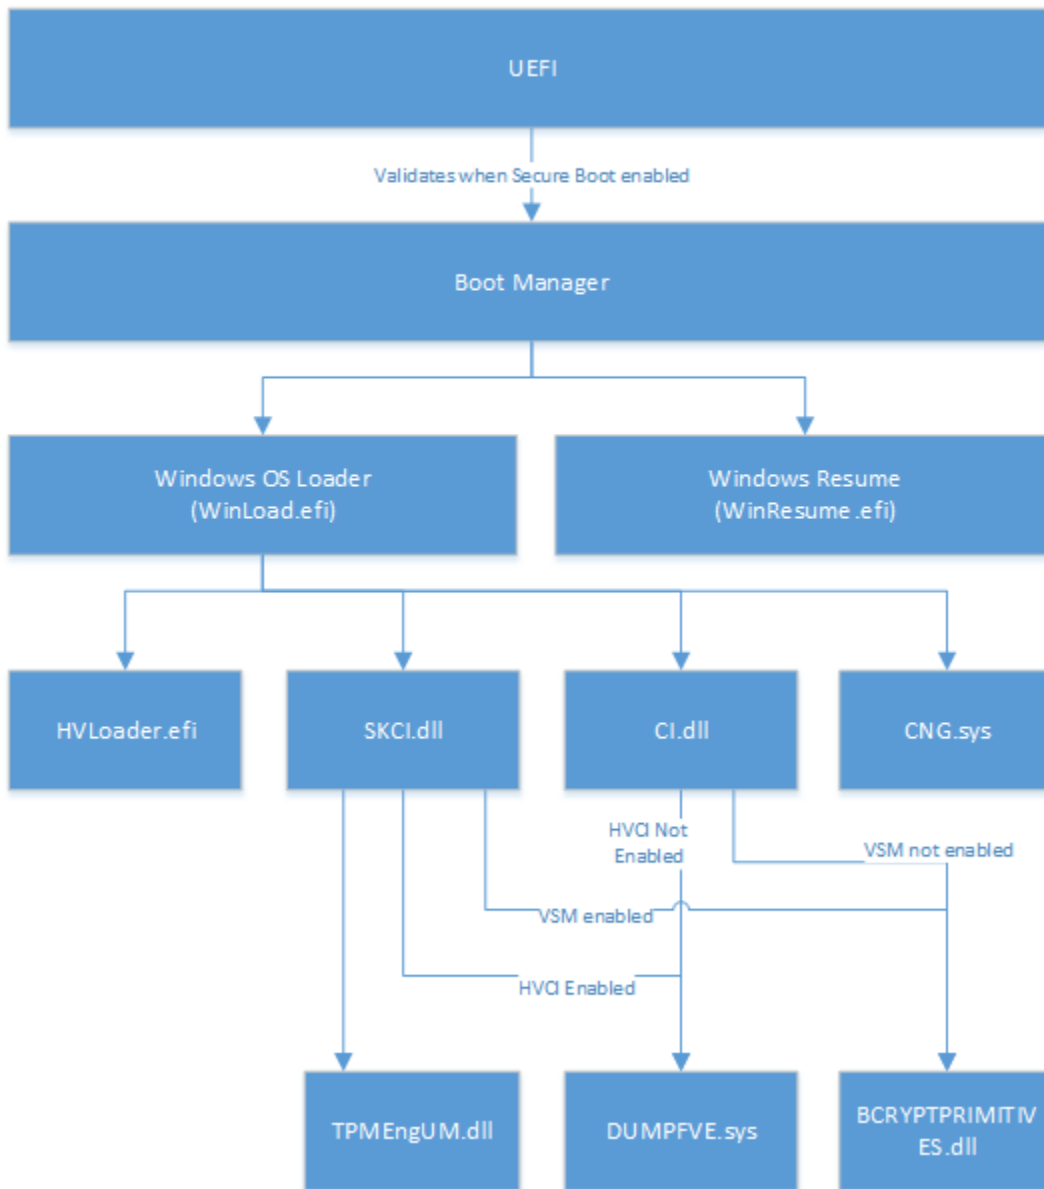 UEFI
Validates when Secure Boot enabled
Boot Manager
Windows OS Loader
(WinLoad.efi)
Windows Resume
(WinResume.efi)
HVLoader.efi
SKCI.dll
CI.dll
CNG.sys
HVCI Not
Enabled
VSM not enabled
VSM enabled
HVCI Enabled
TPMEngUM.dll
DUMPFVE.sys
BCRYPTPRIMITIV
ES.dll